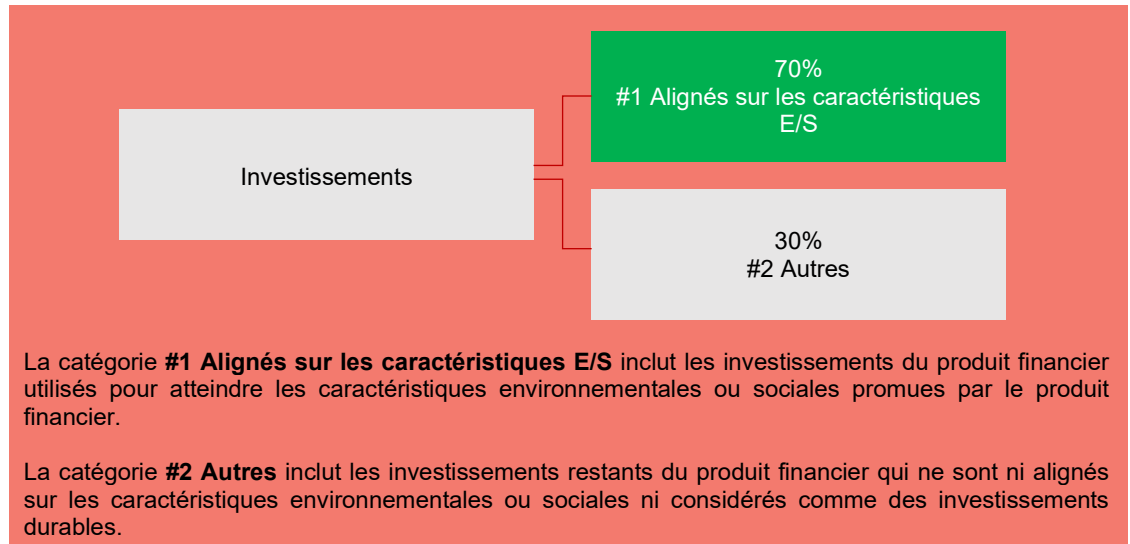 70%
#1 Alignés sur les caractéristiques
E/S
Investissements
30%
#2 Autres
La catégorie #1 Alignés sur les caractéristiques E/S inclut les investissements du produit financier
utilisés pour atteindre les caractéristiques environnementales ou sociales promues par le produit
financier.
La catégorie #2 Autres inclut les investissements restants du produit financier qui ne sont ni alignés
sur les caractéristiques environnementales ou sociales ni considérés comme des investissements
durables.